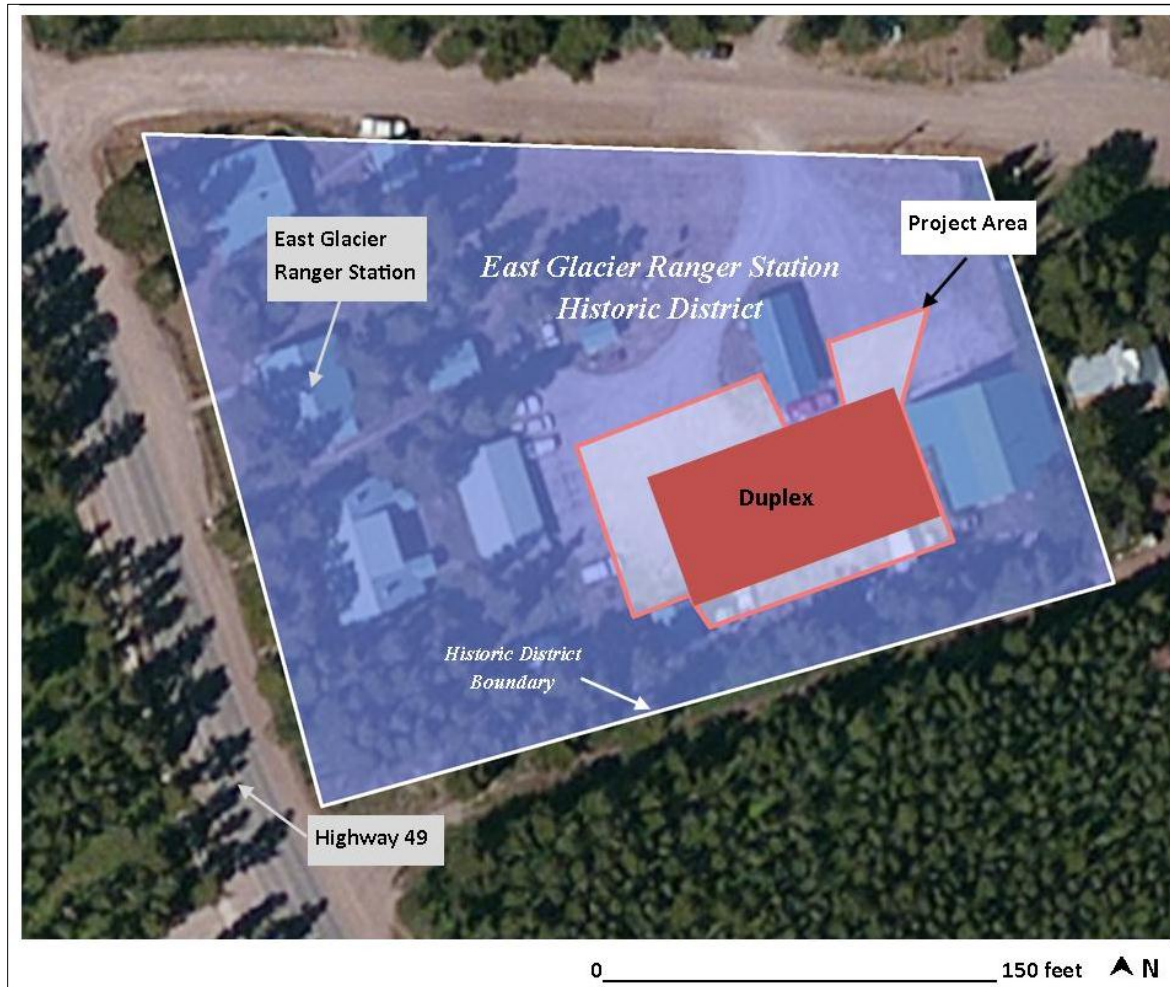 Project Area
East Glacier
Ranger Station
East Glacier Ranger Station
Historic District
Duplex
Historic District
Boundary
Highway 49
0 150 feet N